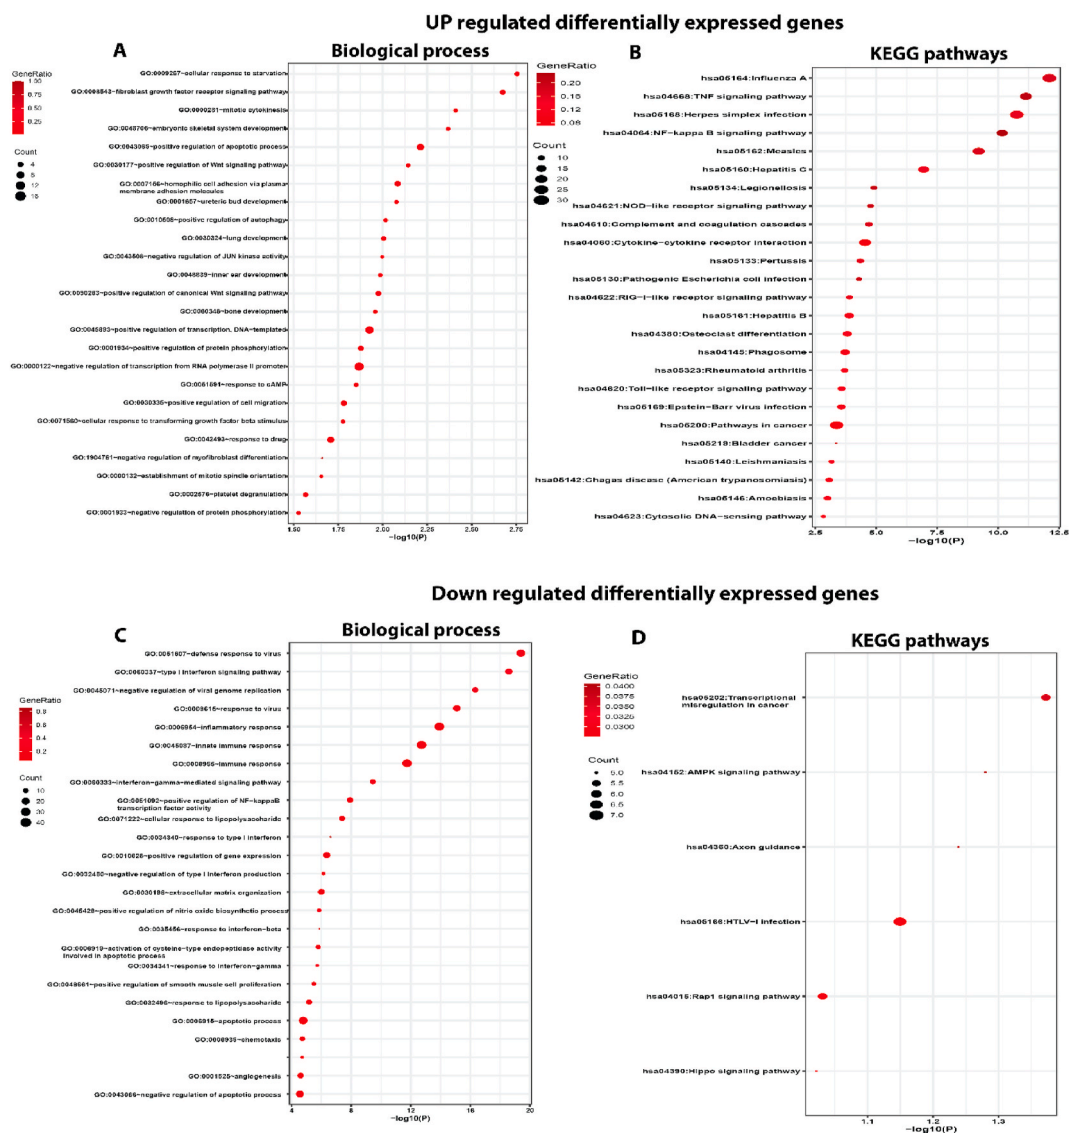 UP regulated differentially expressed genes
A
Biological process
GeneRatio
1.00
0.75
0.50
0.25
Count
4
8
12
16
GO:0009267~cellular response to starvation
GO:0008543~fibroblast growth factor receptor signaling pathway
GO:0000281~mitotic cytokinesis
GO:0048706~embryonic skeletal system development
GO:0043065~positive regulation of apoptotic process
GO:0030177~positive regulation of Wnt signaling pathway
GO:0007156~homophilic cell adhesion via plasma
membrane adhesion molecules
GO:0001657~ureteric bud development
GO:0010508~positive regulation of autophagy
GO:0030324~lung development
GO:0043508~negative regulation of JUN kinase activity
GO:0048839~inner ear development
GO:0090263~positive regulation of canonical Wnt signaling pathway
GO:0060348~bone development
GO:0045893~positive regulation of transcription, DNA-templated
GO:0001934~positive regulation of protein phosphorylation
GO:0000122~negative regulation of transcription from RNA polymerase II promoter
GO:0051591~response to cAMP
GO:0030335~positive regulation of cell migration
GO:0071560~cellular response to transforming growth factor beta stimulus
GO:0042493~response to drug
GO:1904761~negative regulation of myofibroblast differentiation
GO:0000132~establishment of mitotic spindle orientation
GO:0002576~platelet degranulation
GO:0001933~negative regulation of protein phosphorylation
1.50 1.75 2.00 2.25 2.50 2.75
−log10(P)
B
KEGG pathways
GeneRatio
0.20
0.16
0.12
0.08
Count
10
15
20
25
30
hsa05164:Influenza A
hsa04668:TNF signaling pathway
hsa05168:Herpes simplex infection
hsa04064:NF-kappa B signaling pathway
hsa05162:Measles
hsa05160:Hepatitis C
hsa05134:Legionellosis
hsa04621:NOD-like receptor signaling pathway
hsa04610:Complement and coagulation cascades
hsa04060:Cytokine-cytokine receptor interaction
hsa05133:Pertussis
hsa05130:Pathogenic Escherichia coli infection
hsa04622:RIG-I-like receptor signaling pathway
hsa05161:Hepatitis B
hsa04380:Osteoclast differentiation
hsa04145:Phagosome
hsa05323:Rheumatoid arthritis
hsa04620:Toll-like receptor signaling pathway
hsa05169:Epstein-Barr virus infection
hsa05200:Pathways in cancer
hsa05219:Bladder cancer
hsa05140:Leishmaniasis
hsa05142:Chagas disease (American trypanosomiasis)
hsa05146:Amoebiasis
hsa04623:Cytosolic DNA-sensing pathway
2.5 5.0 7.5 10.0 12.5
−log10(P)
Down regulated differentially expressed genes
C
Biological process
GeneRatio
0.8
0.6
0.4
0.2
Count
10
20
30
40
GO:0051607~defense response to virus
GO:0060337~type I interferon signaling pathway
GO:0045071~negative regulation of viral genome replication
GO:0009615~response to virus
GO:0006954~inflammatory response
GO:0045087~innate immune response
GO:0006955~immune response
GO:0060333~interferon-gamma-mediated signaling pathway
GO:0051092~positive regulation of NF-kappaB
transcription factor activity
GO:0071222~cellular response to lipopolysaccharide
GO:0034340~response to type I interferon
GO:0010628~positive regulation of gene expression
GO:0032480~negative regulation of type I interferon production
GO:0030198~extracellular matrix organization
GO:0045429~positive regulation of nitric oxide biosynthetic process
GO:0035456~response to interferon-beta
GO:0006919~activation of cysteine-type endopeptidase activity
involved in apoptotic process
GO:0034341~response to interferon-gamma
GO:0048661~positive regulation of smooth muscle cell proliferation
GO:0032496~response to lipopolysaccharide
GO:0006915~apoptotic process
GO:0006935~chemotaxis
GO:0001525~angiogenesis
GO:0043066~negative regulation of apoptotic process
4 8 12 16 20
−log10(P)
D
KEGG pathways
GeneRatio
0.0400
0.0375
0.0350
0.0325
0.0300
Count
5.0
5.5
6.0
6.5
7.0
hsa05202:Transcriptional
misregulation in cancer
hsa04152:AMPK signaling pathway
hsa04360:Axon guidance
hsa05166:HTLV-I infection
hsa04015:Rap1 signaling pathway
hsa04390:Hippo signaling pathway
1.1 1.2 1.3
−log10(P)